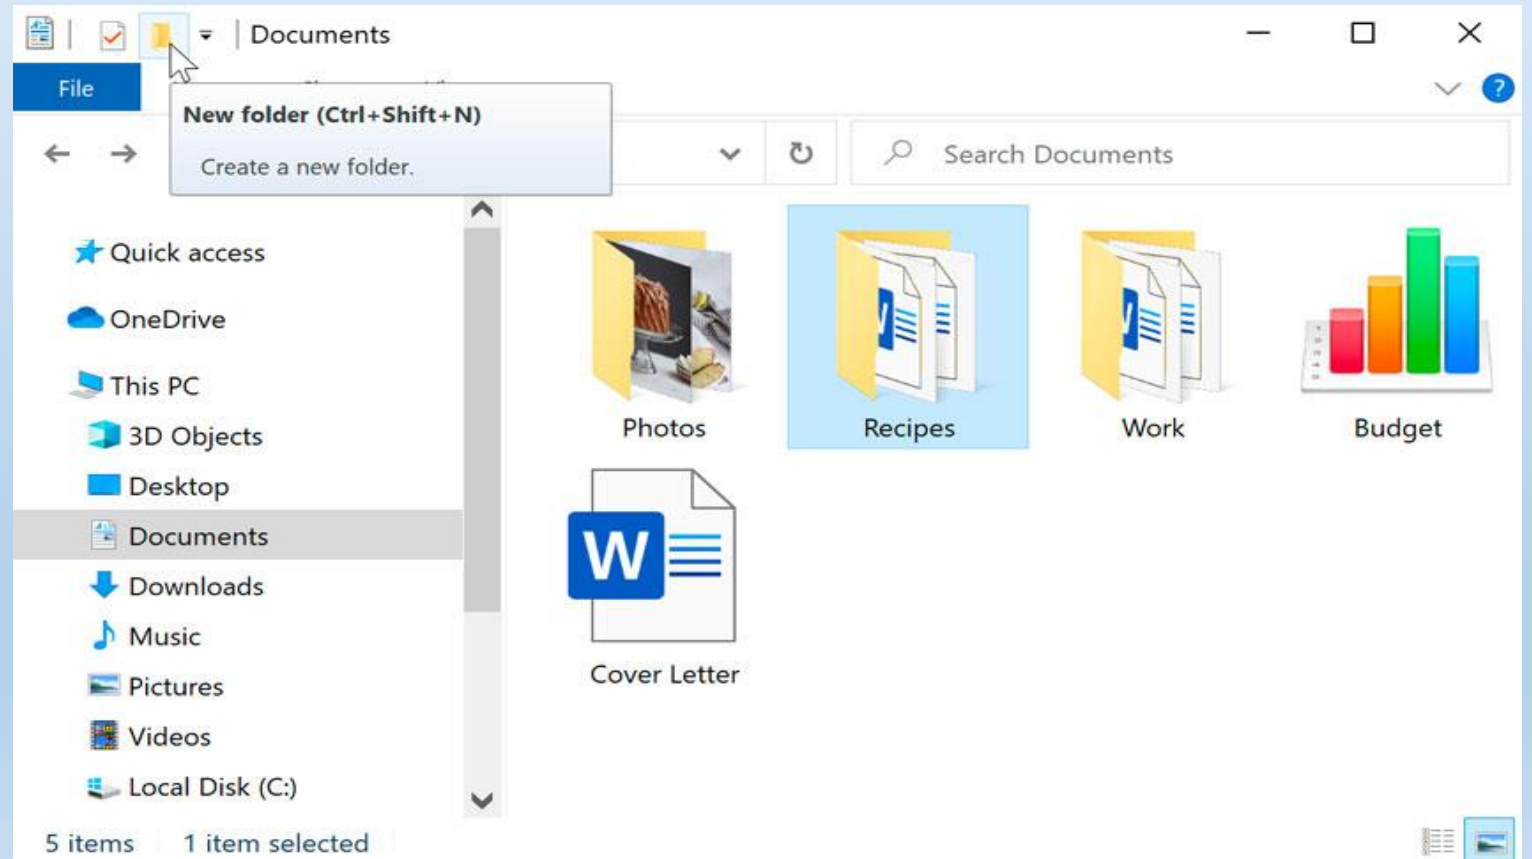 Documents
File
New folder (Ctrl+Shift+N)
Create a new folder.
Search Documents
Quick access
OneDrive
This PC
3D Objects
Desktop
Documents
Downloads
Music
Pictures
Videos
Local Disk (C:)
Photos
Recipes
Work
Budget
W
Cover Letter
5 items
1 item selected